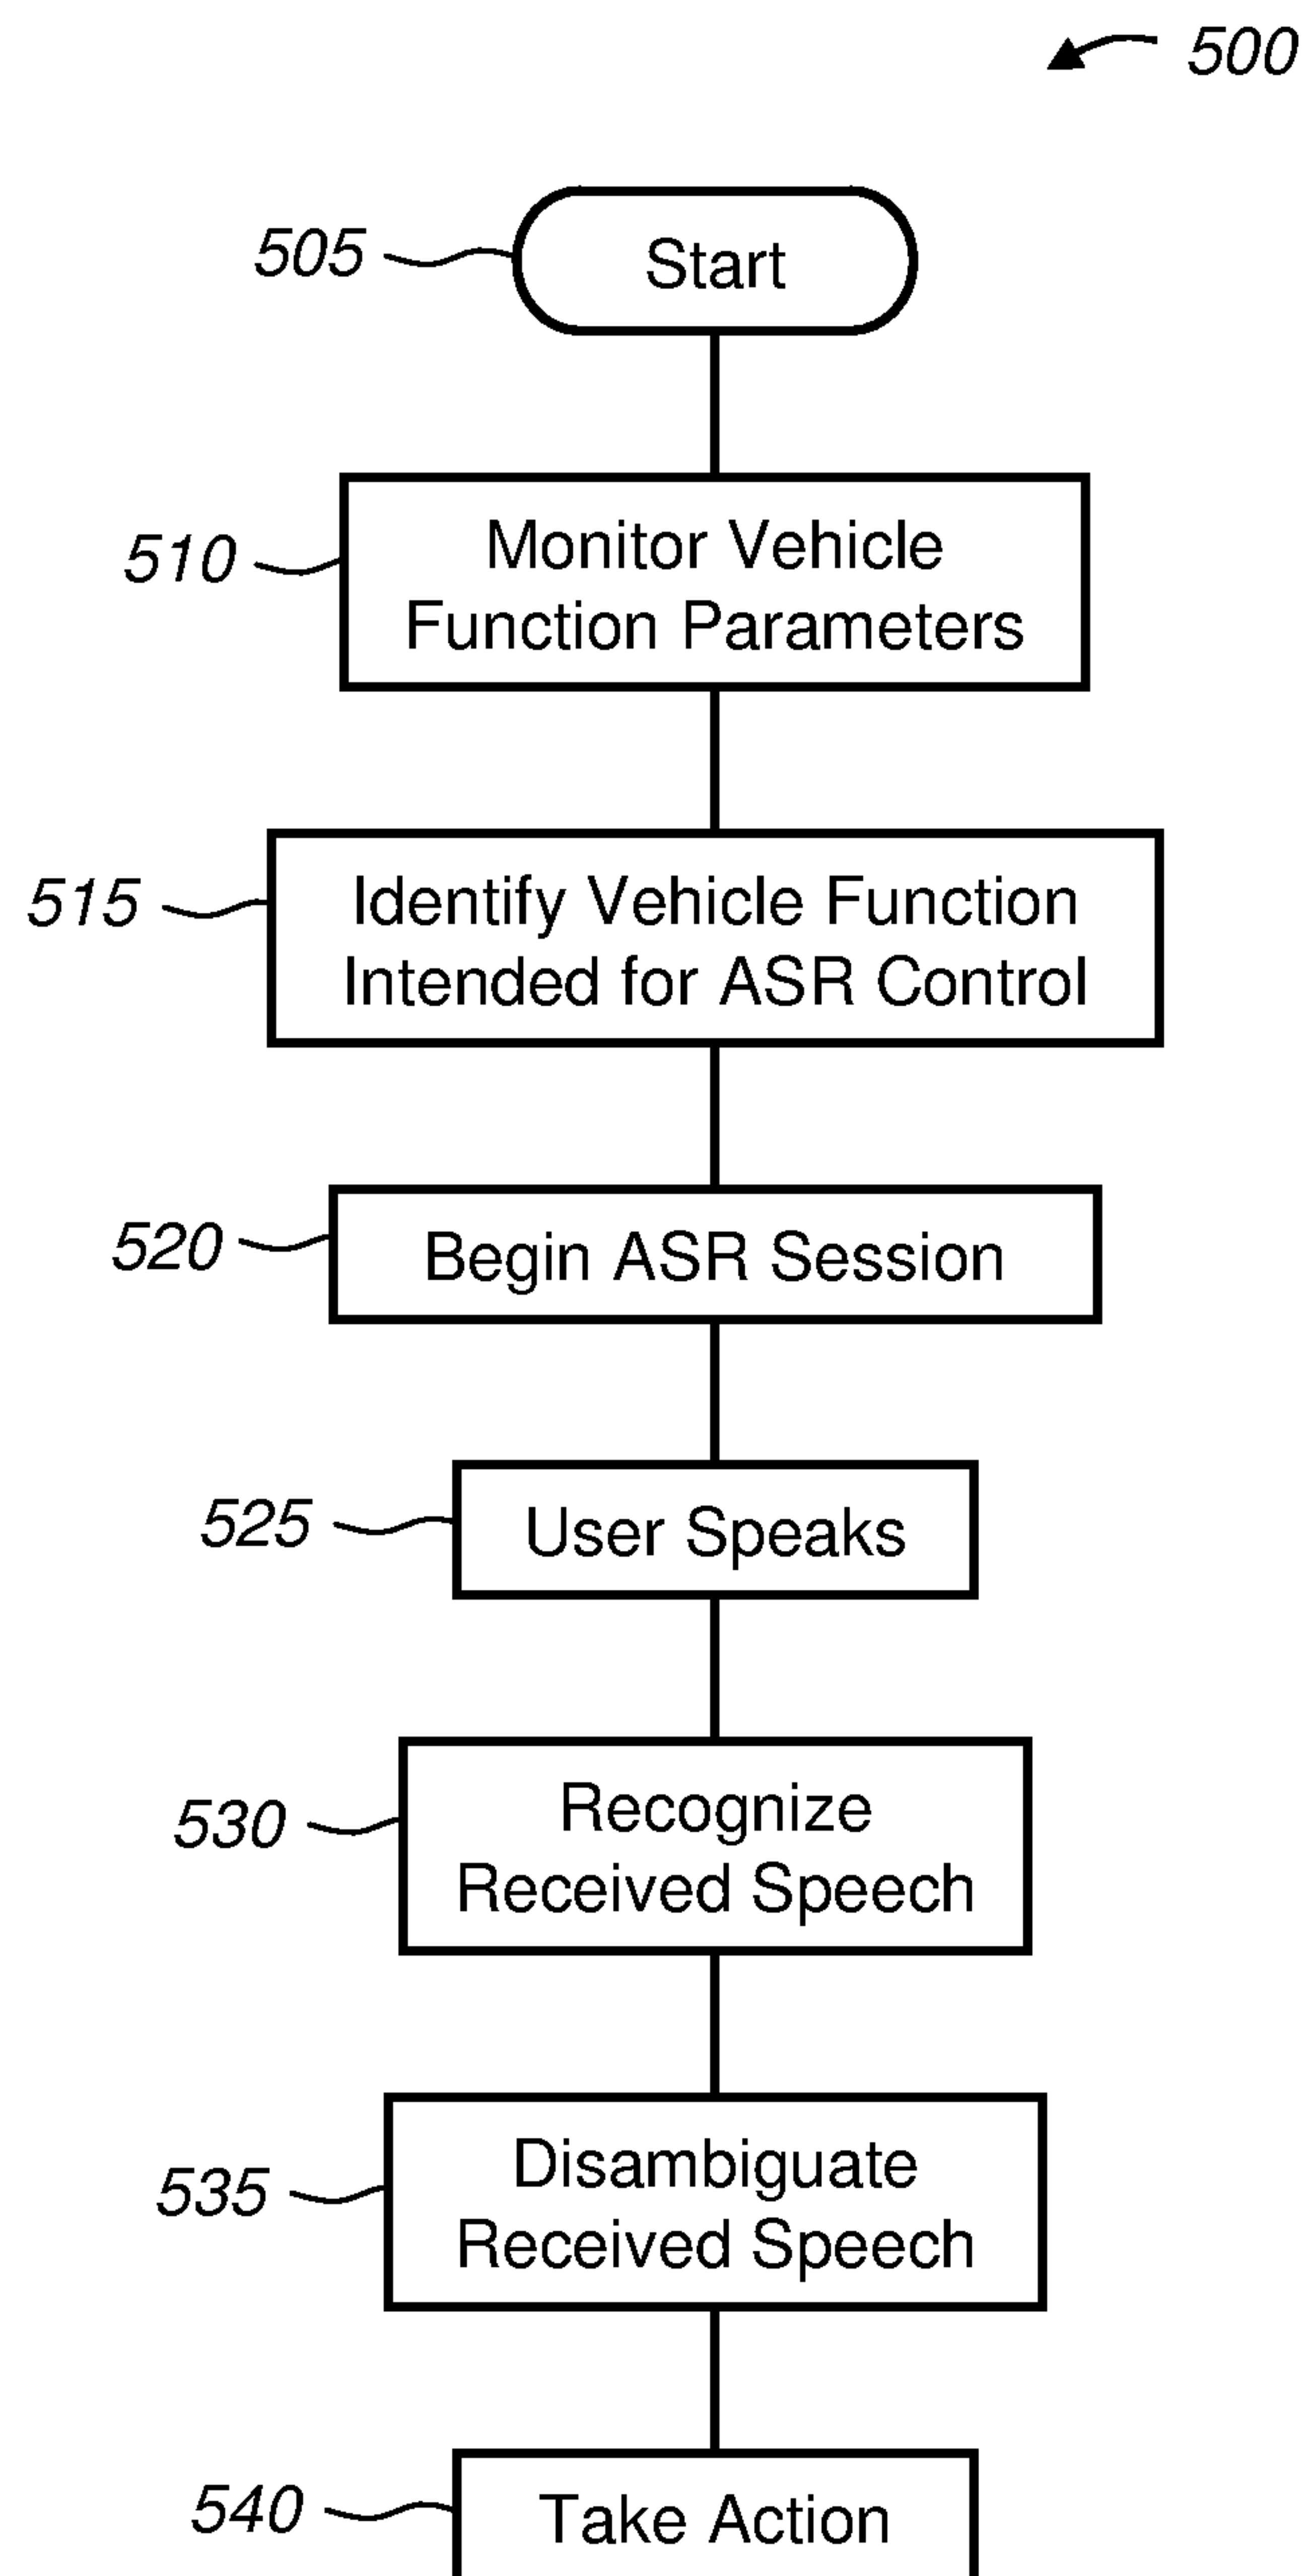 500
505
Start
510
Monitor Vehicle
Function Parameters
515
Identify Vehicle Function
Intended for ASR Control
520
Begin ASR Session
525
User Speaks
530
Recognize
Received Speech
535
Disambiguate
Received Speech
540
Take Action